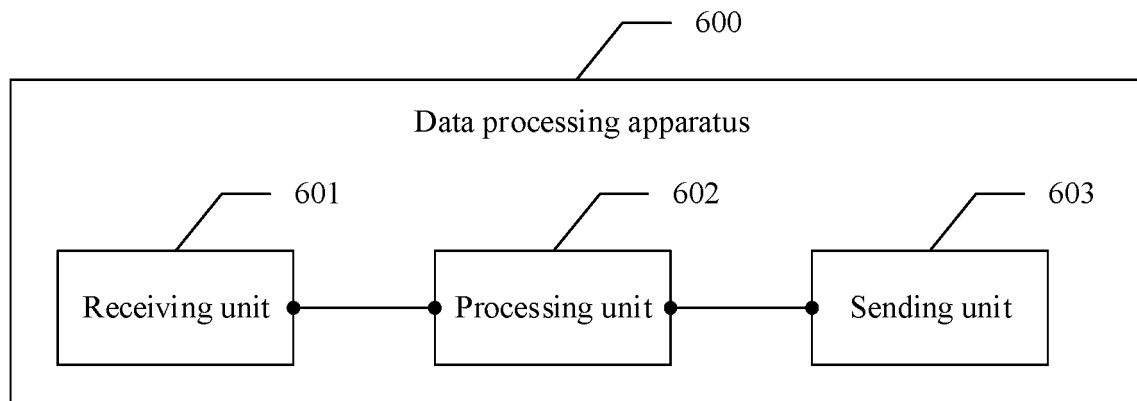 600
Data processing apparatus
601
602
603
Receiving unit
Processing unit
Sending unit